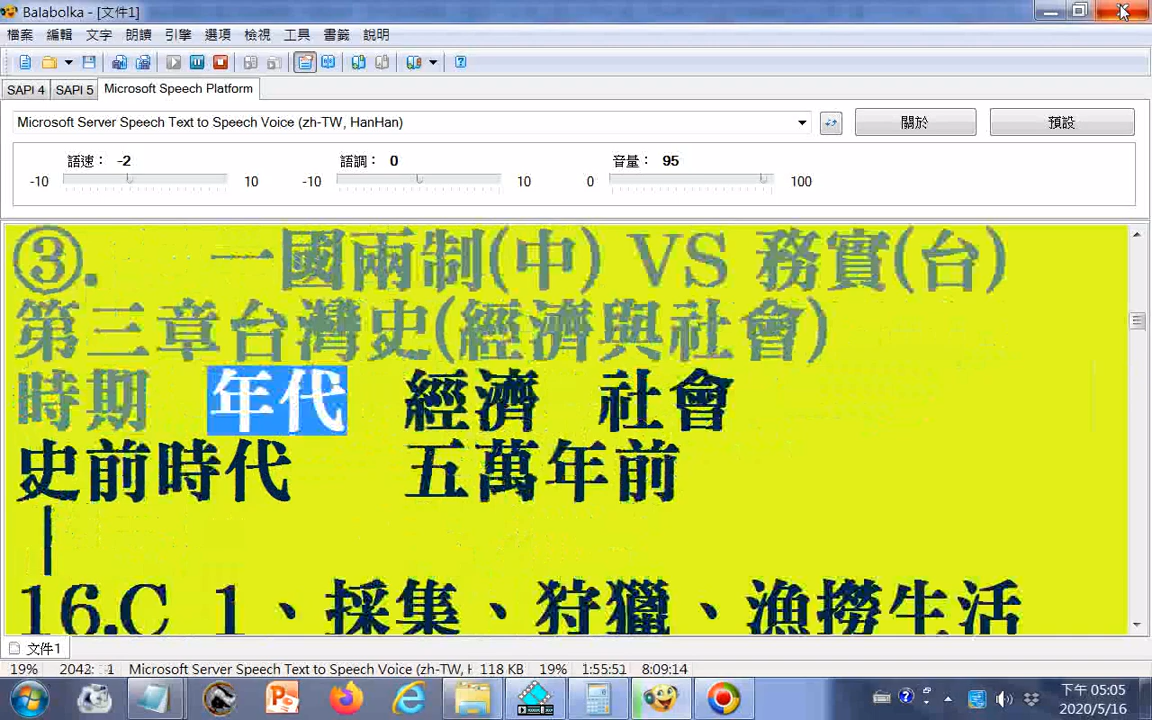 Balabolka - [文件1]
檔案 編輯 文字 朗讀 引擎 選項 檢視 工具 書籤 說明
SAPI 4 SAPI 5 Microsoft Speech Platform
Microsoft Server Speech Text to Speech Voice (zh-TW, HanHan) 關於 預設
語速： -2 語調： 0 音量： 95
-10 10 -10 10 0 100
③. 一國兩制(中) VS 務實(台)
第三章台灣史(經濟與社會)
時期 年代 經濟 社會
史前時代 五萬年前
16.C 1、採集、狩獵、漁撈生活
文件1
19% 2043: 1 Microsoft Server Speech Text to Speech Voice (zh-TW, H 118 KB 19% 1:55:51 8:09:14
下午 05:05
2020/5/16